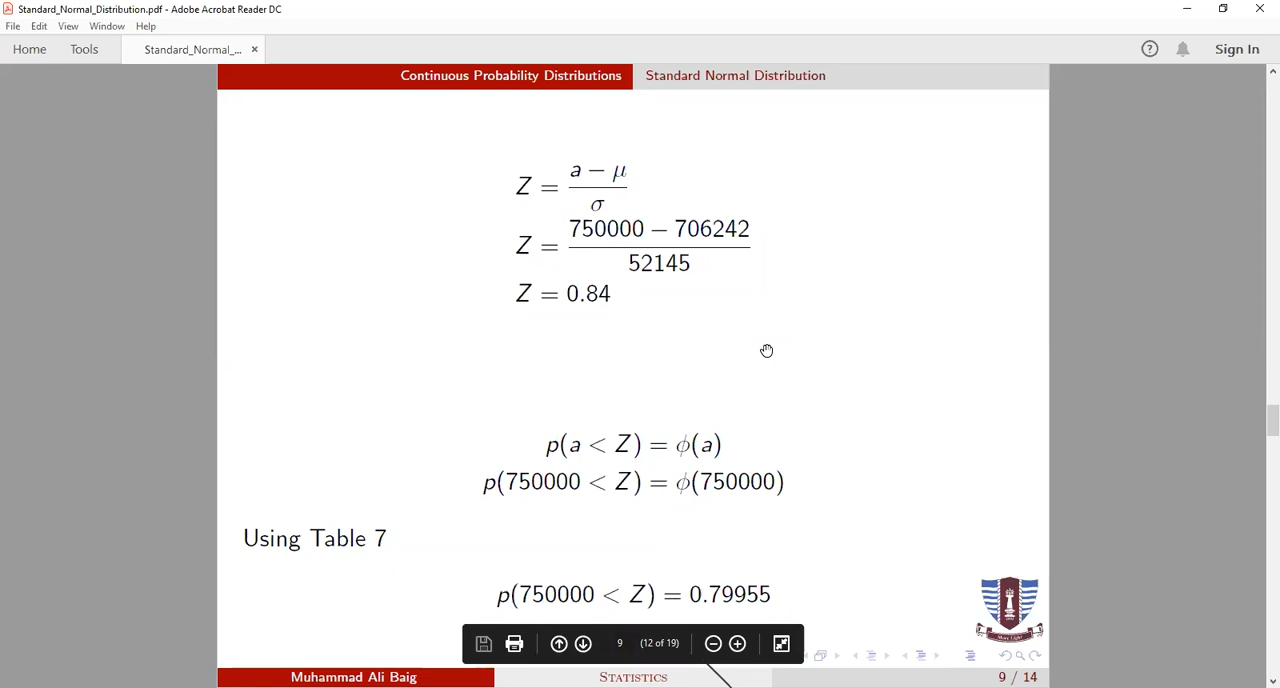 Standard_Normal_Distribution.pdf - Adobe Acrobat Reader DC
File Edit View Window Help
Home Tools Standard_Normal_... × Sign In
Continuous Probability Distributions Standard Normal Distribution
Z = (a − μ) / σ
Z = (750000 − 706242) / 52145
Z = 0.84
p(a < Z) = ϕ(a)
p(750000 < Z) = ϕ(750000)
Using Table 7
p(750000 < Z) = 0.79955
9 (12 of 19)
Muhammad Ali Baig Statistics 9 / 14